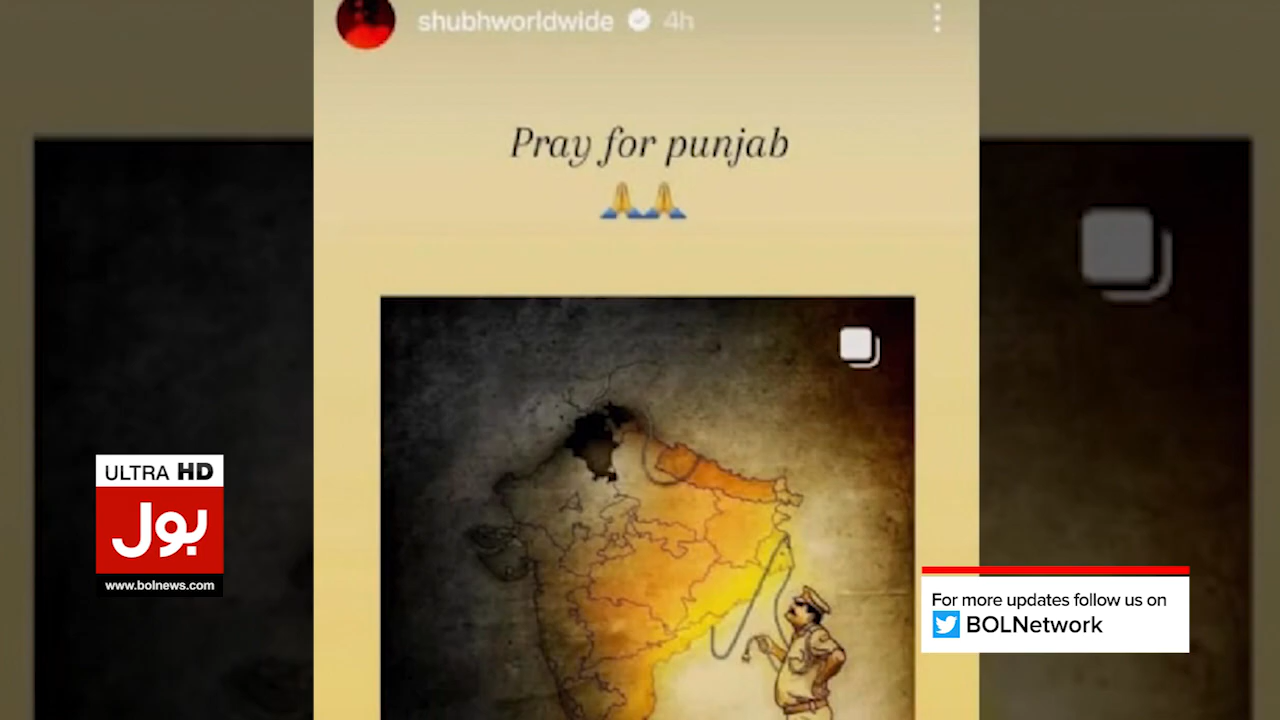 shubhworldwide 4h
Pray for punjab
🙏🙏
ULTRA HD
بول
www.bolnews.com
For more updates follow us on
BOLNetwork